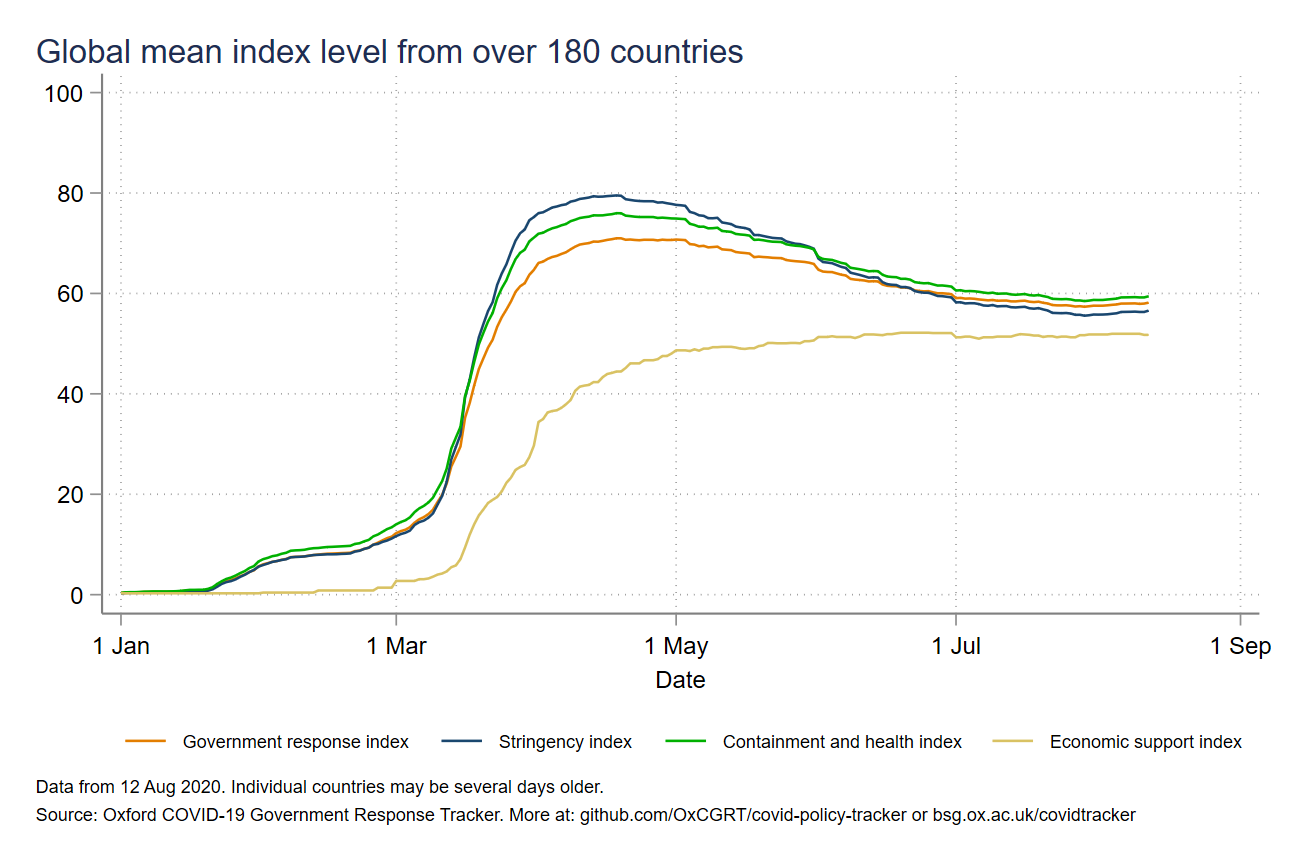 Global mean index level from over 180 countries
100
80
60
40
20
0
1 Jan 1 Mar 1 May 1 Jul 1 Sep
Date
Government response index Stringency index Containment and health index Economic support index
Data from 12 Aug 2020. Individual countries may be several days older.
Source: Oxford COVID-19 Government Response Tracker. More at: github.com/OxCGRT/covid-policy-tracker or bsg.ox.ac.uk/covidtracker